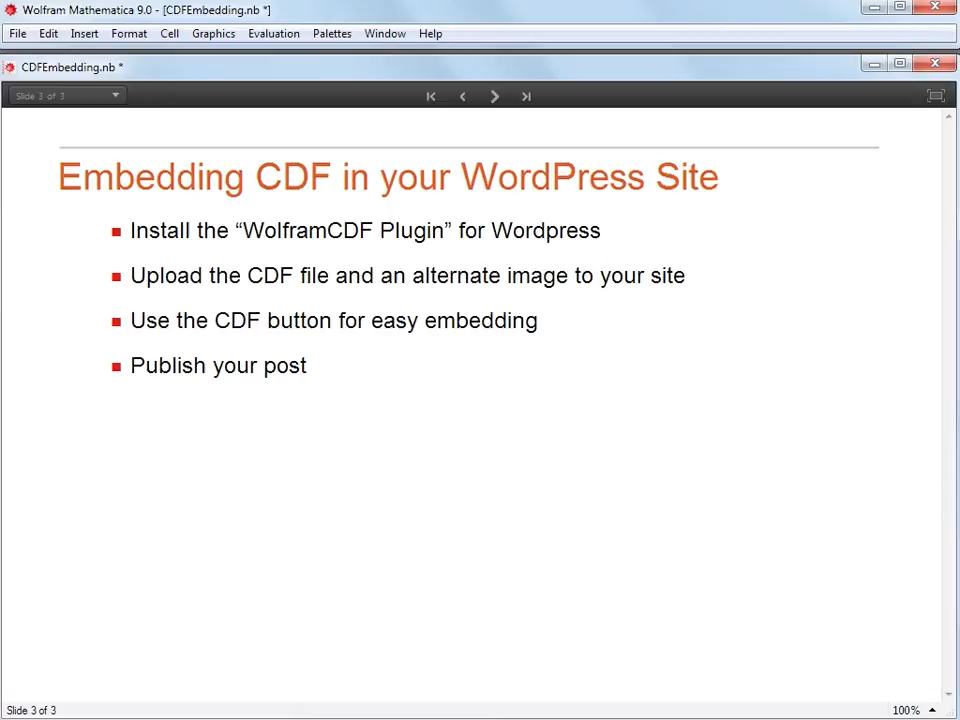 Wolfram Mathematica 9.0 - [CDFEmbedding.nb *]
File Edit Insert Format Cell Graphics Evaluation Palettes Window Help
CDFEmbedding.nb *
Slide 3 of 3
Embedding CDF in your WordPress Site
Install the “WolframCDF Plugin” for Wordpress
Upload the CDF file and an alternate image to your site
Use the CDF button for easy embedding
Publish your post
Slide 3 of 3 100%